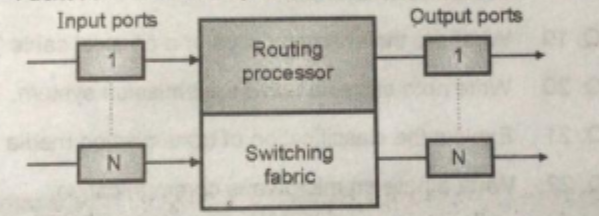 Input ports
Output ports
1
Routing
processor
1
N
Switching
fabric
N